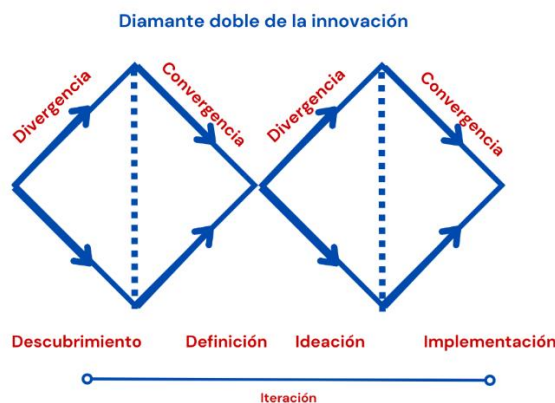 Diamante doble de la innovación
Divergencia
Convergencia
Divergencia
Convergencia
Descubrimiento
Definición
Ideación
Implementación
Iteración